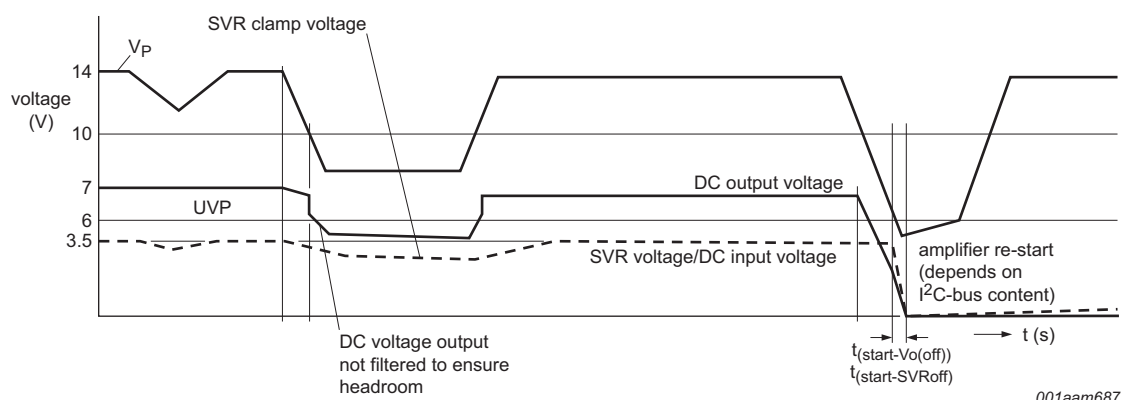 SVR clamp voltage
VP
14
voltage
(V)
10
7
DC output voltage
UVP
6
3.5
SVR voltage/DC input voltage
amplifier re-start
(depends on
I2C-bus content)
t (s)
DC voltage output
not filtered to ensure
headroom
t(start-Vo(off))
t(start-SVRoff)
001aam687